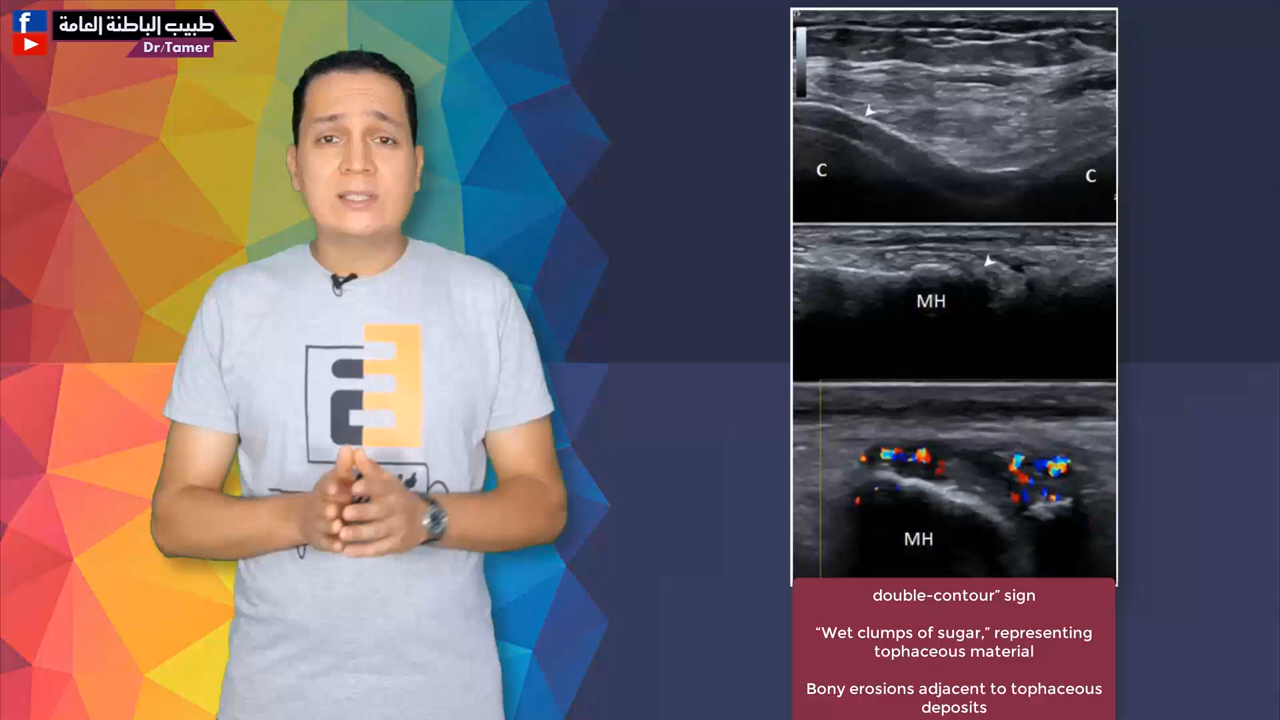 f
طبيب الباطنة العامة
Dr/Tamer
C
C
MH
MH
double-contour” sign
“Wet clumps of sugar,” representing
tophaceous material
Bony erosions adjacent to tophaceous
deposits